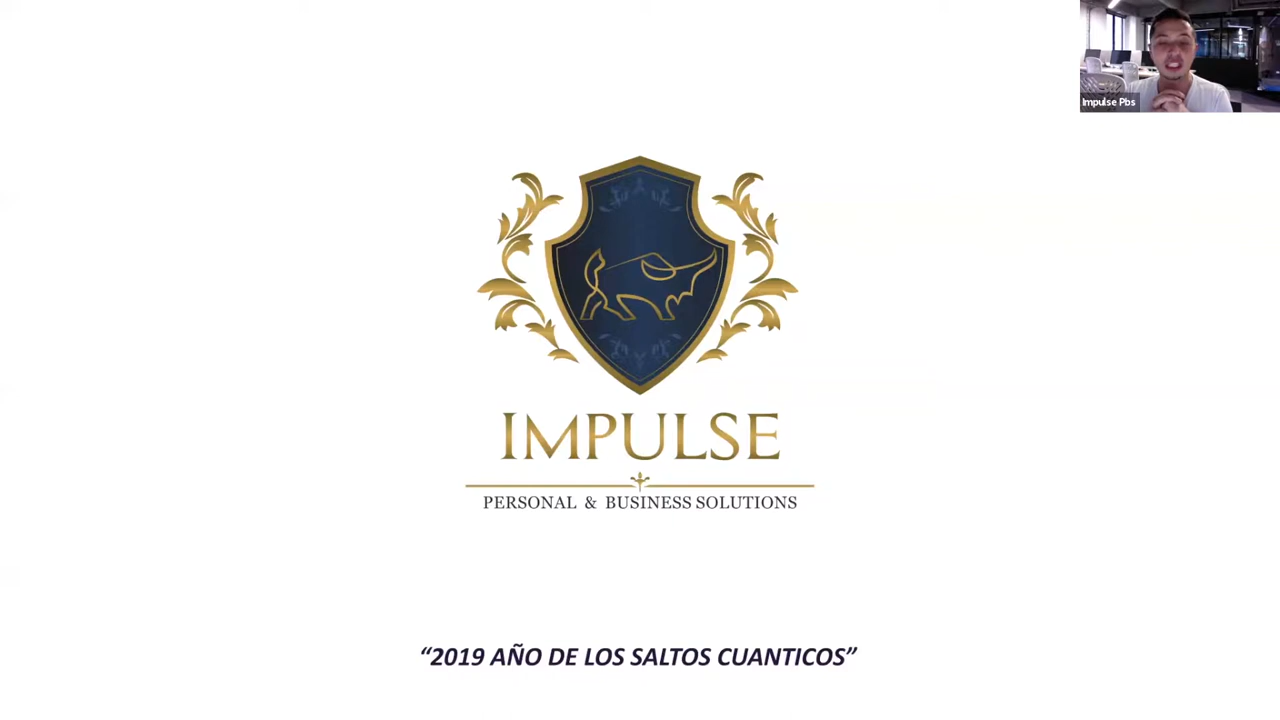 Impulse Pbs
IMPULSE
PERSONAL & BUSINESS SOLUTIONS
“2019 AÑO DE LOS SALTOS CUANTICOS”